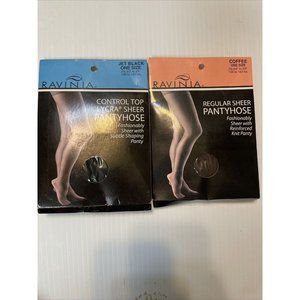 JET BLACK
ONE SIZE
RAVINIA
CONTROL TOP
LYCRA® SHEER
PANTYHOSE
Fashionably
Sheer with
Subtle Shaping
Panty
COFFEE
ONE SIZE
RAVINIA
REGULAR SHEER
PANTYHOSE
Fashionably
Sheer with
Reinforced
Knit Panty